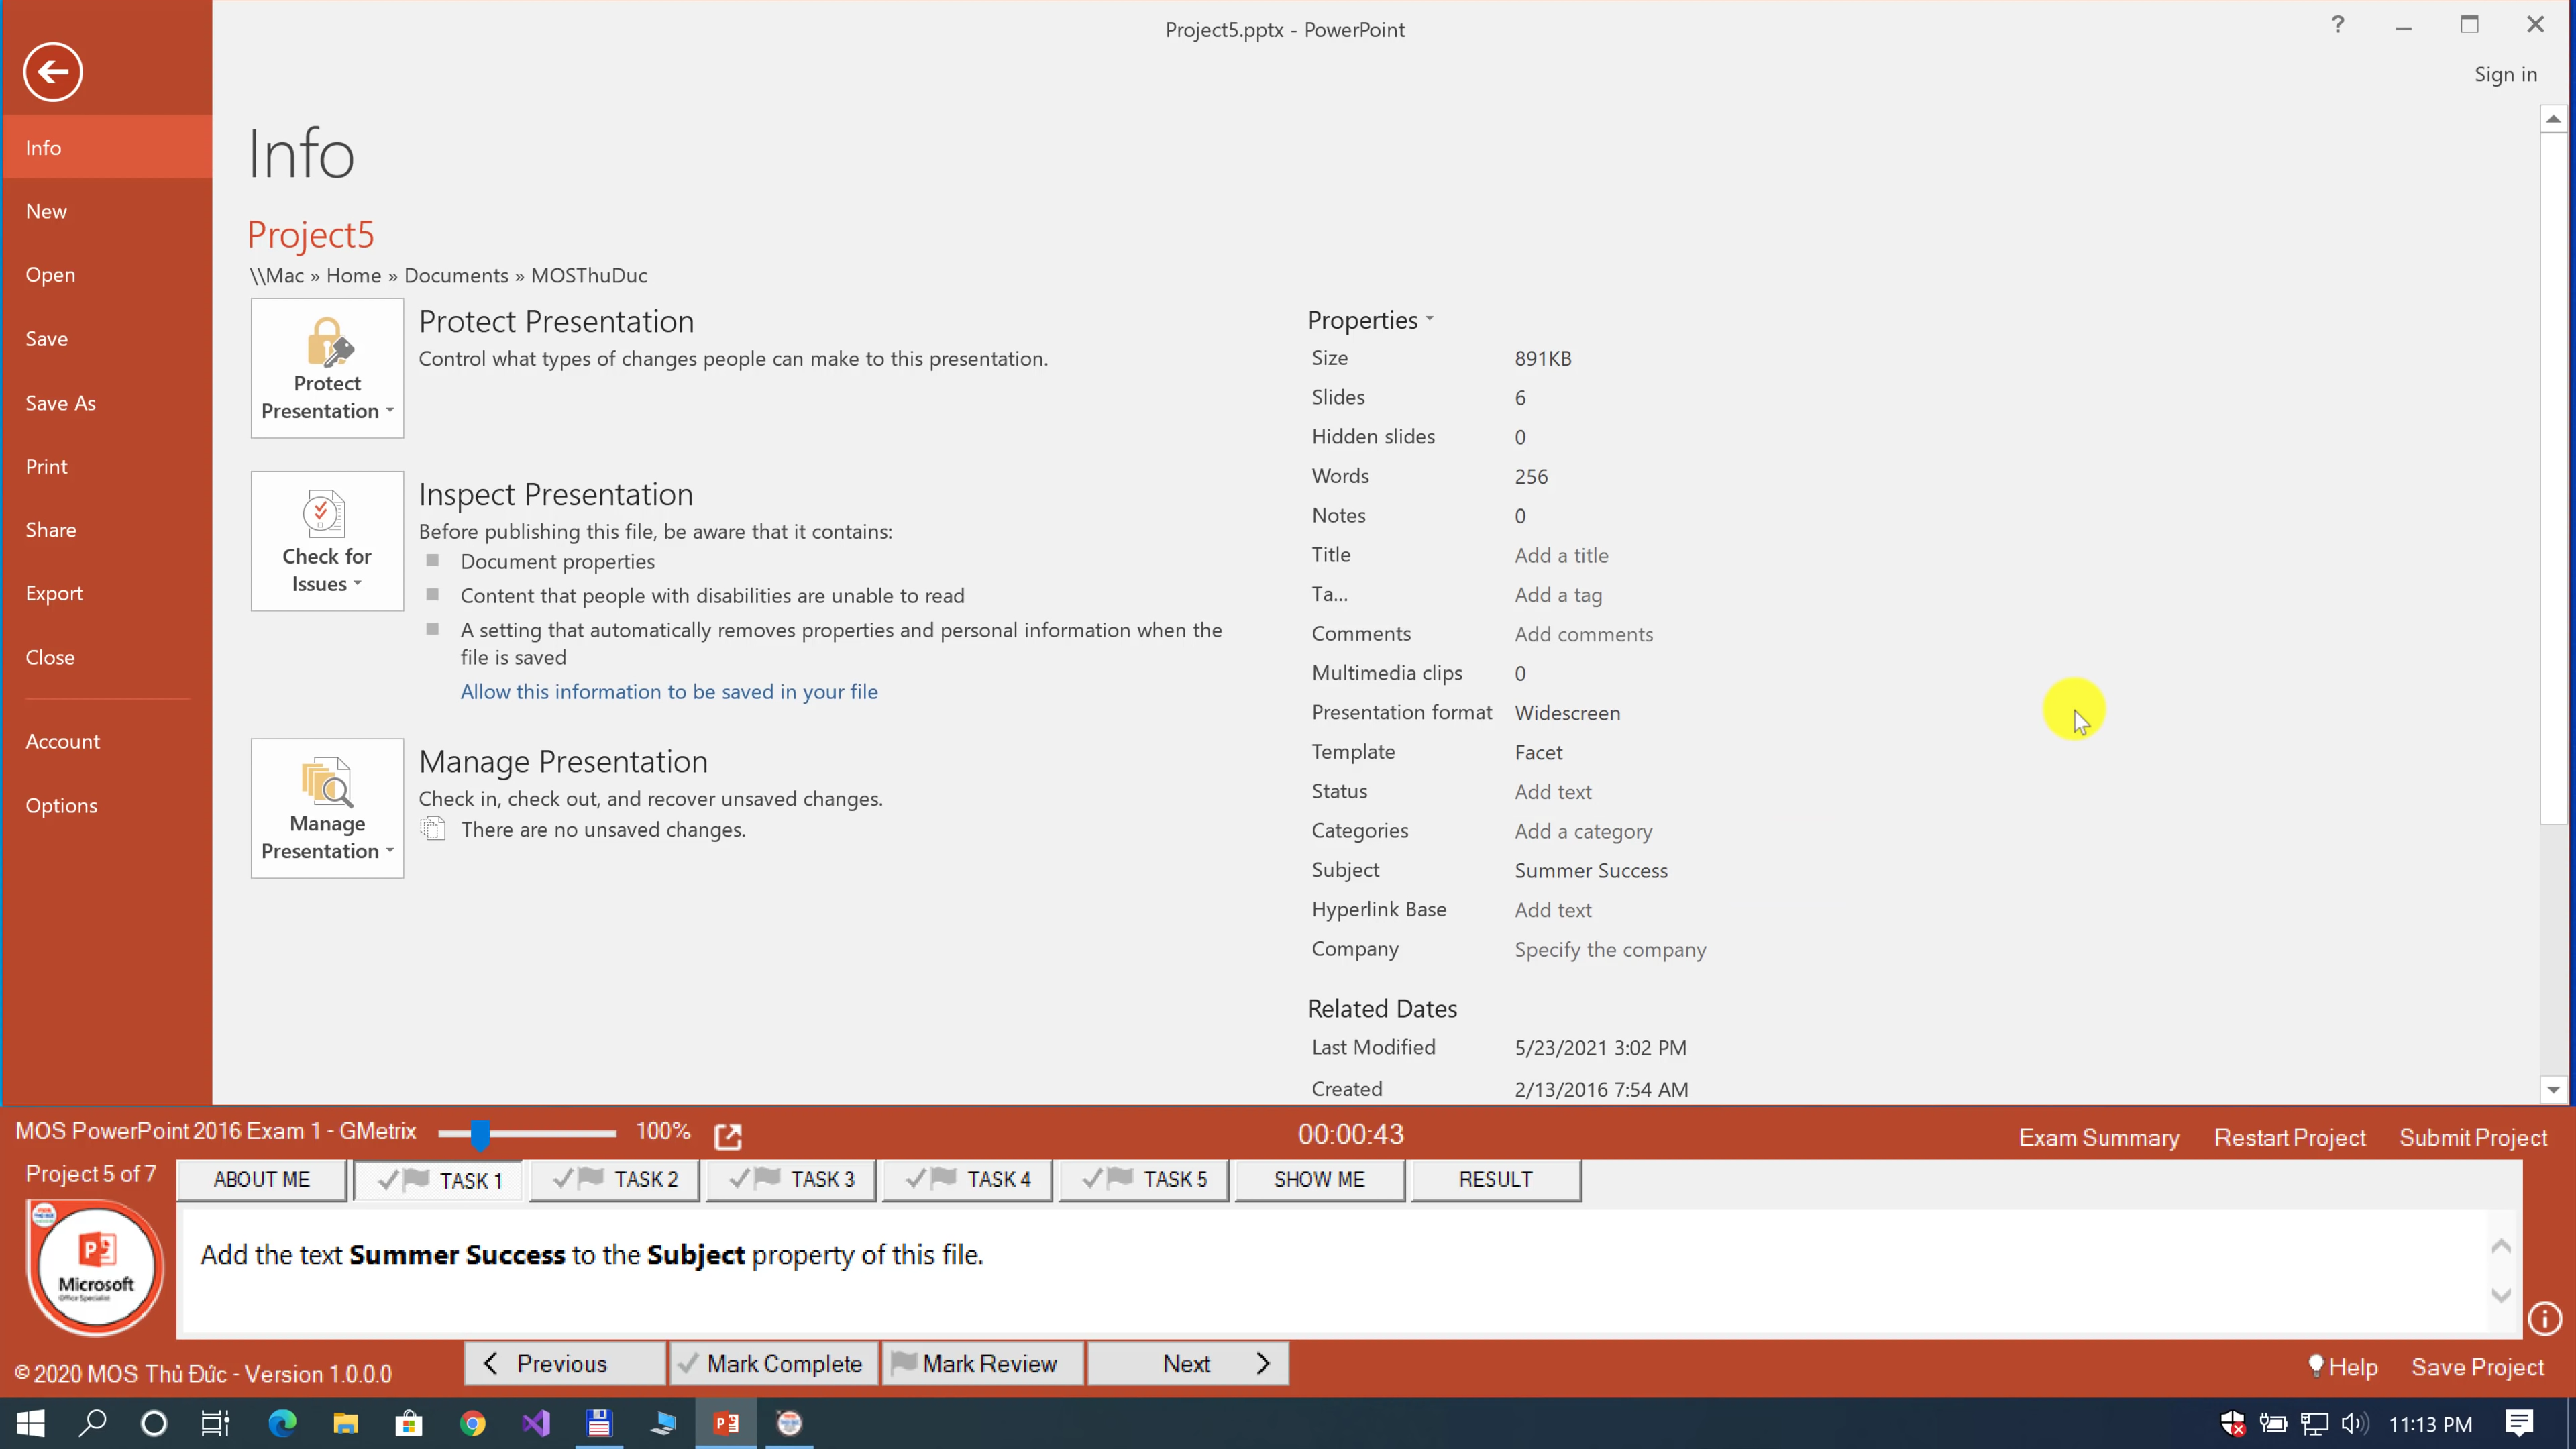 Project5.pptx - PowerPoint
?
Sign in
Info
New
Open
Save
Save As
Print
Share
Export
Close
Account
Options
Info
Project5
\\Mac » Home » Documents » MOSThuDuc
Protect Presentation
Protect Presentation
Control what types of changes people can make to this presentation.
Check for Issues
Inspect Presentation
Before publishing this file, be aware that it contains:
Document properties
Content that people with disabilities are unable to read
A setting that automatically removes properties and personal information when the
file is saved
Allow this information to be saved in your file
Manage Presentation
Manage Presentation
Check in, check out, and recover unsaved changes.
There are no unsaved changes.
Properties
Size 891KB
Slides 6
Hidden slides 0
Words 256
Notes 0
Title Add a title
Ta... Add a tag
Comments Add comments
Multimedia clips 0
Presentation format Widescreen
Template Facet
Status Add text
Categories Add a category
Subject Summer Success
Hyperlink Base Add text
Company Specify the company
Related Dates
Last Modified 5/23/2021 3:02 PM
Created 2/13/2016 7:54 AM
MOS PowerPoint 2016 Exam 1 - GMetrix 100% 00:00:43 Exam Summary Restart Project Submit Project
Project 5 of 7 ABOUT ME TASK 1 TASK 2 TASK 3 TASK 4 TASK 5 SHOW ME RESULT
Microsoft
Office Specialist
Add the text Summer Success to the Subject property of this file.
© 2020 MOS Thủ Đức - Version 1.0.0.0 Previous Mark Complete Mark Review Next Help Save Project
11:13 PM